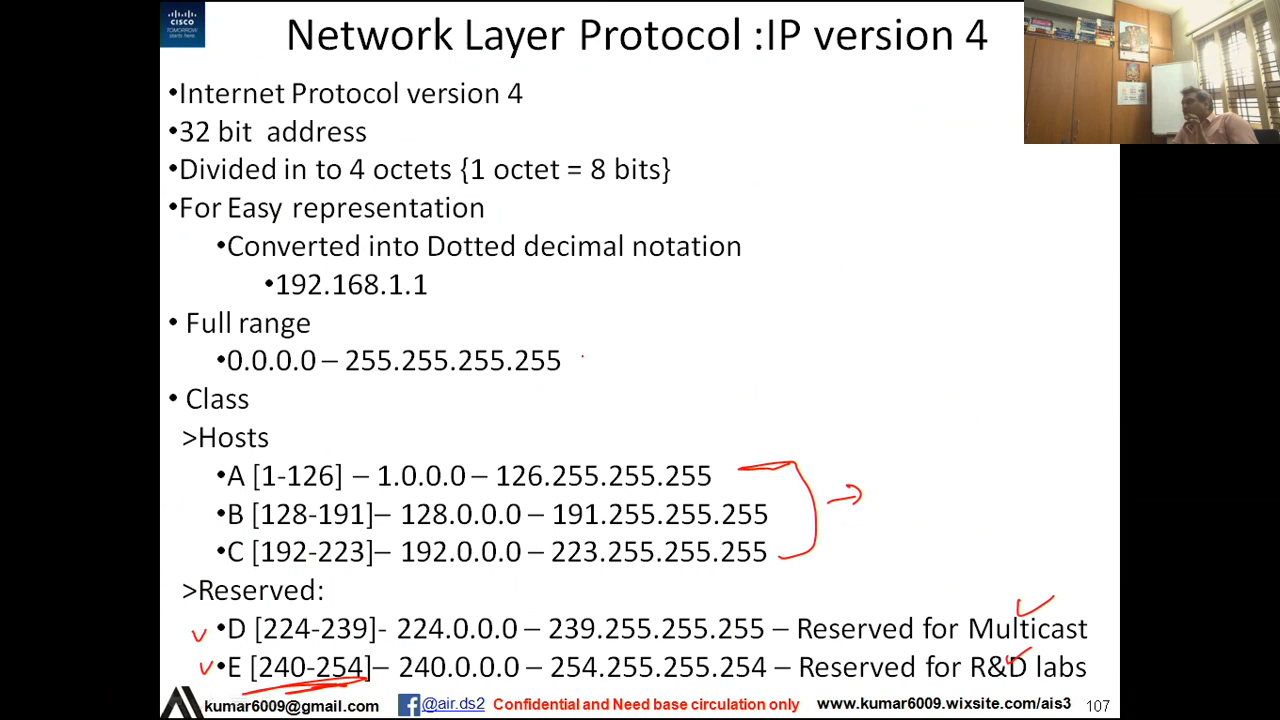 CISCO
TOMORROW
starts here.
Network Layer Protocol :IP version 4
•Internet Protocol version 4
•32 bit address
•Divided in to 4 octets {1 octet = 8 bits}
•For Easy representation
•Converted into Dotted decimal notation
•192.168.1.1
• Full range
•0.0.0.0 – 255.255.255.255
• Class
>Hosts
•A [1-126] – 1.0.0.0 – 126.255.255.255
•B [128-191]– 128.0.0.0 – 191.255.255.255
•C [192-223]– 192.0.0.0 – 223.255.255.255
>Reserved:
•D [224-239]- 224.0.0.0 – 239.255.255.255 – Reserved for Multicast
•E [240-254]– 240.0.0.0 – 254.255.255.254 – Reserved for R&D labs
kumar6009@gmail.com @air.ds2 Confidential and Need base circulation only www.kumar6009.wixsite.com/ais3 107